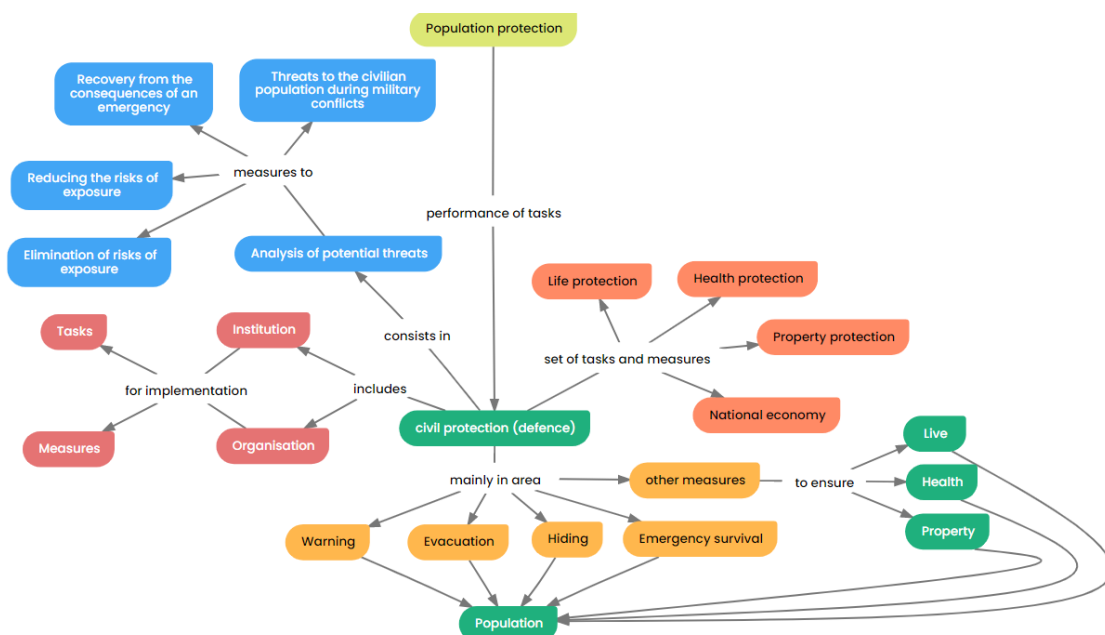 Population protection
Recovery from the
consequences of an
emergency
Threats to the civilian
population during military
conflicts
measures to
Reducing the risks of
exposure
performance of tasks
Elimination of risks of
exposure
Analysis of potential threats
Life protection
Health protection
Tasks
Institution
consists in
Property protection
set of tasks and measures
for implementation
includes
National economy
civil protection (defence)
Measures
Organisation
Live
mainly in area
other measures
to ensure
Health
Warning
Evacuation
Hiding
Emergency survival
Property
Population